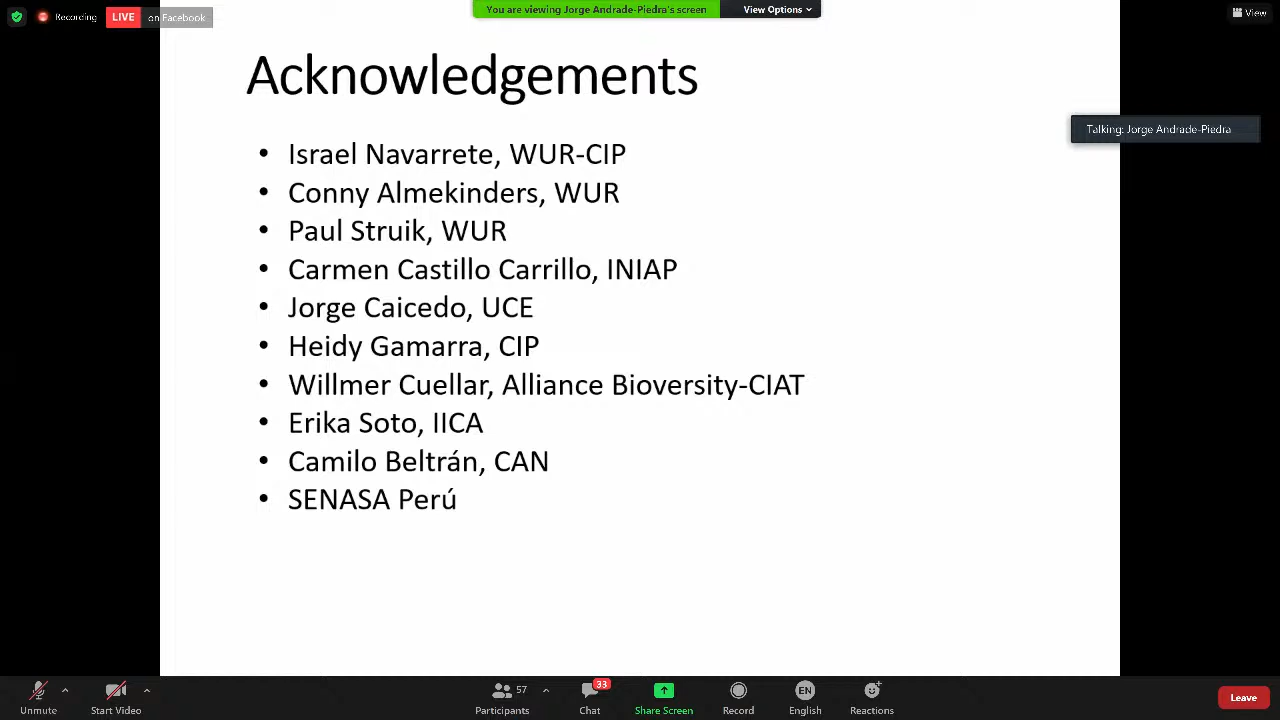 Recording
LIVE on Facebook
You are viewing Jorge Andrade-Piedra's screen
View Options
View
Acknowledgements
Talking: Jorge Andrade-Piedra
• Israel Navarrete, WUR-CIP
• Conny Almekinders, WUR
• Paul Struik, WUR
• Carmen Castillo Carrillo, INIAP
• Jorge Caicedo, UCE
• Heidy Gamarra, CIP
• Willmer Cuellar, Alliance Bioversity-CIAT
• Erika Soto, IICA
• Camilo Beltrán, CAN
• SENASA Perú
57
33
EN
Unmute
Start Video
Participants
Chat
Share Screen
Record
English
Reactions
Leave